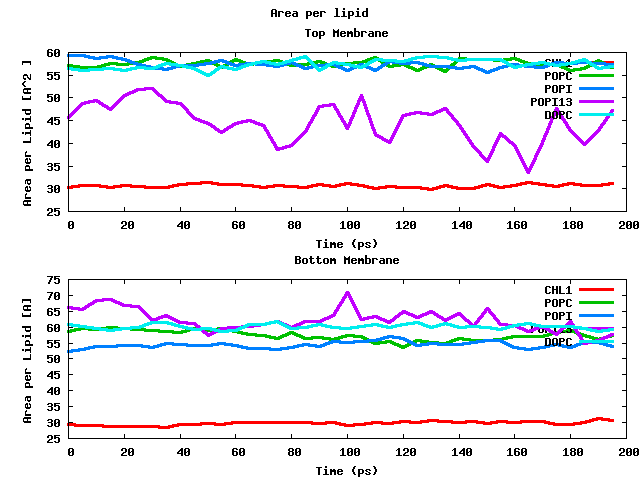 Area per lipid
Top Membrane
Area per Lipid [A^2 ]
60
55
50
45
40
35
30
25
CHL1
POPC
POPI
POPI13
DOPC
0 20 40 60 80 100 120 140 160 180 200
Time (ps)
Bottom Membrane
Area per Lipid [A]
75
70
65
60
55
50
45
40
35
30
25
CHL1
POPC
POPI
POPI13
DOPC
0 20 40 60 80 100 120 140 160 180 200
Time (ps)